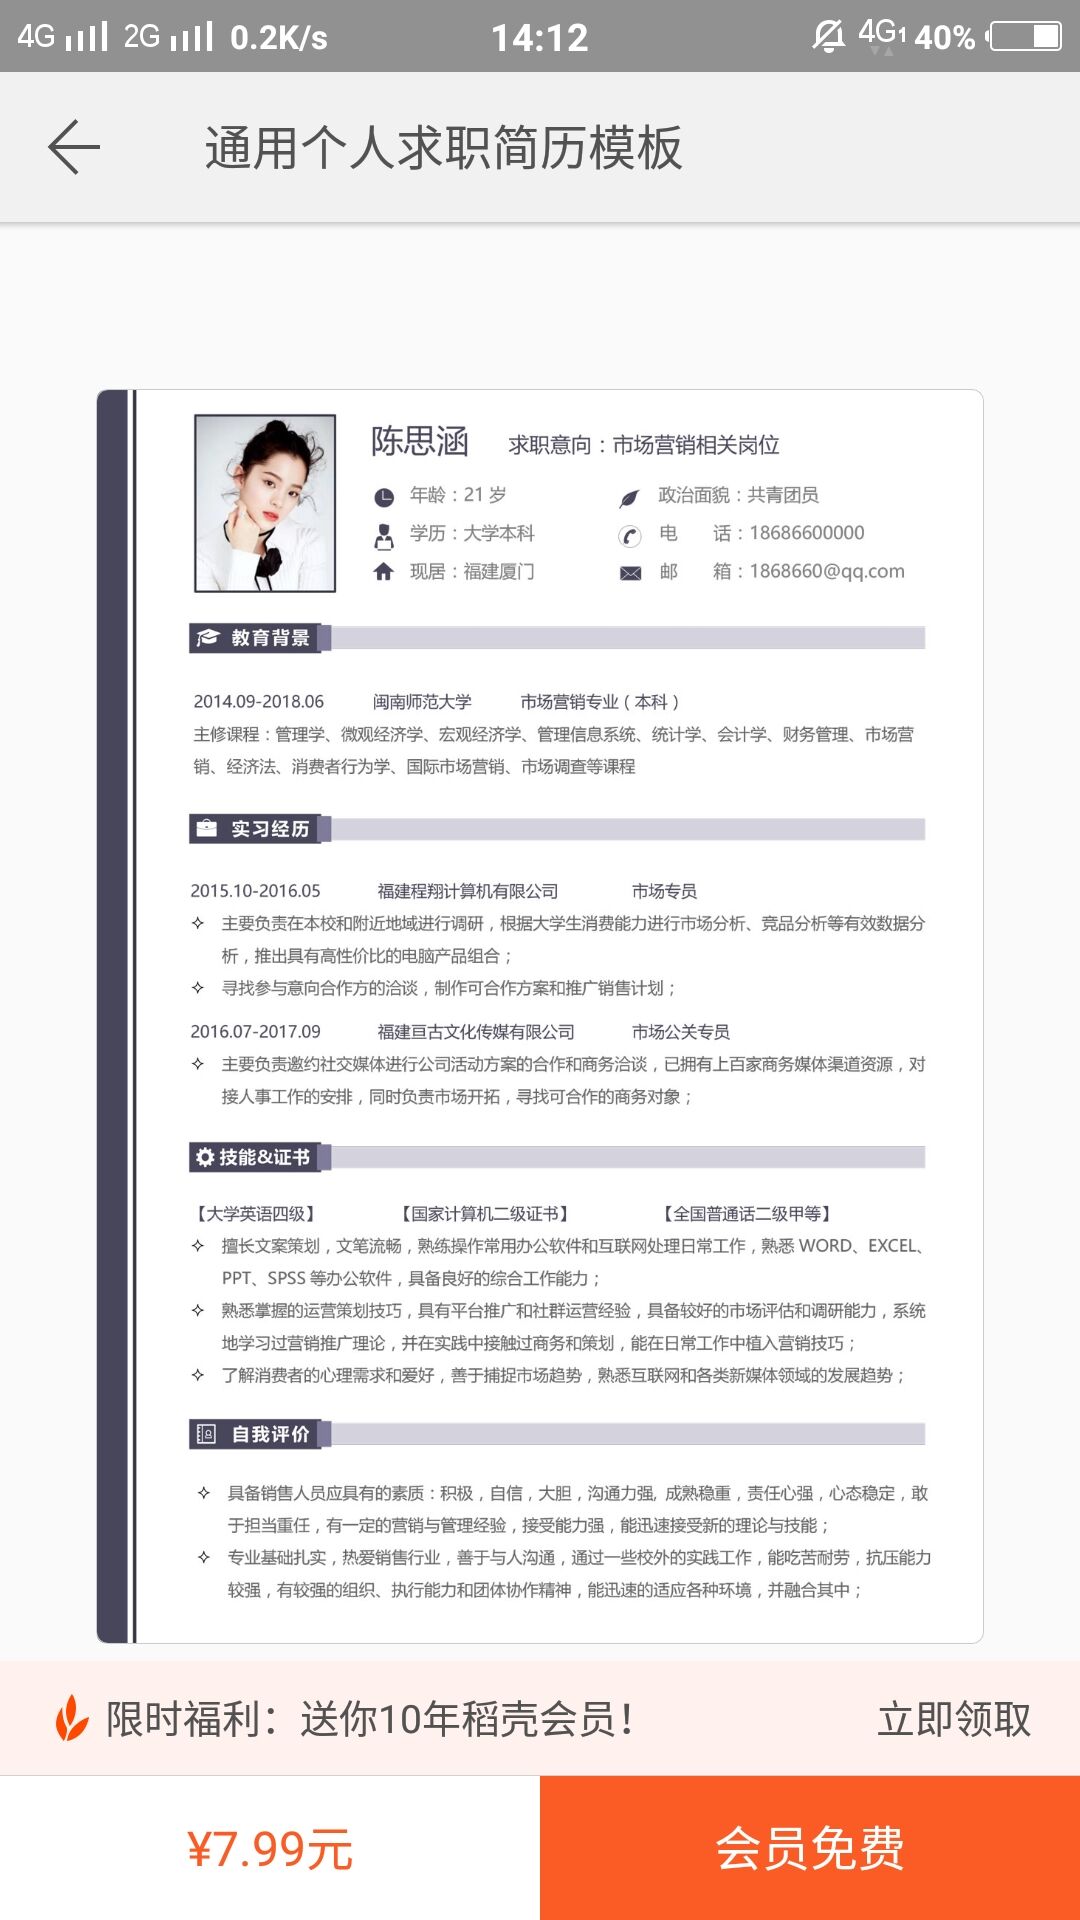 4G 2G 0.2K/s 14:12 4G1 40%
通用个人求职简历模板
陈思涵 求职意向：市场营销相关岗位
年龄：21 岁 政治面貌：共青团员
学历：大学本科 电 话：18686600000
现居：福建厦门 邮 箱：1868660@qq.com
教育背景
2014.09-2018.06 闽南师范大学 市场营销专业（本科）
主修课程：管理学、微观经济学、宏观经济学、管理信息系统、统计学、会计学、财务管理、市场营
销、经济法、消费者行为学、国际市场营销、市场调查等课程
实习经历
2015.10-2016.05 福建程翔计算机有限公司 市场专员
主要负责在本校和附近地域进行调研，根据大学生消费能力进行市场分析、竞品分析等有效数据分
析，推出具有高性价比的电脑产品组合；
寻找参与意向合作方的洽谈，制作可合作方案和推广销售计划；
2016.07-2017.09 福建亘古文化传媒有限公司 市场公关专员
主要负责邀约社交媒体进行公司活动方案的合作和商务洽谈，已拥有上百家商务媒体渠道资源，对
接人事工作的安排，同时负责市场开拓，寻找可合作的商务对象；
技能&证书
【大学英语四级】 【国家计算机二级证书】 【全国普通话二级甲等】
擅长文案策划，文笔流畅，熟练操作常用办公软件和互联网处理日常工作，熟悉 WORD、EXCEL、
PPT、SPSS 等办公软件，具备良好的综合工作能力；
熟悉掌握的运营策划技巧，具有平台推广和社群运营经验，具备较好的市场评估和调研能力，系统
地学习过营销推广理论，并在实践中接触过商务和策划，能在日常工作中植入营销技巧；
了解消费者的心理需求和爱好，善于捕捉市场趋势，熟悉互联网和各类新媒体领域的发展趋势；
自我评价
具备销售人员应具有的素质：积极，自信，大胆，沟通力强, 成熟稳重，责任心强，心态稳定，敢
于担当重任，有一定的营销与管理经验，接受能力强，能迅速接受新的理论与技能；
专业基础扎实，热爱销售行业，善于与人沟通，通过一些校外的实践工作，能吃苦耐劳，抗压能力
较强，有较强的组织、执行能力和团体协作精神，能迅速的适应各种环境，并融合其中；
限时福利：送你10年稻壳会员！ 立即领取
¥7.99元 会员免费